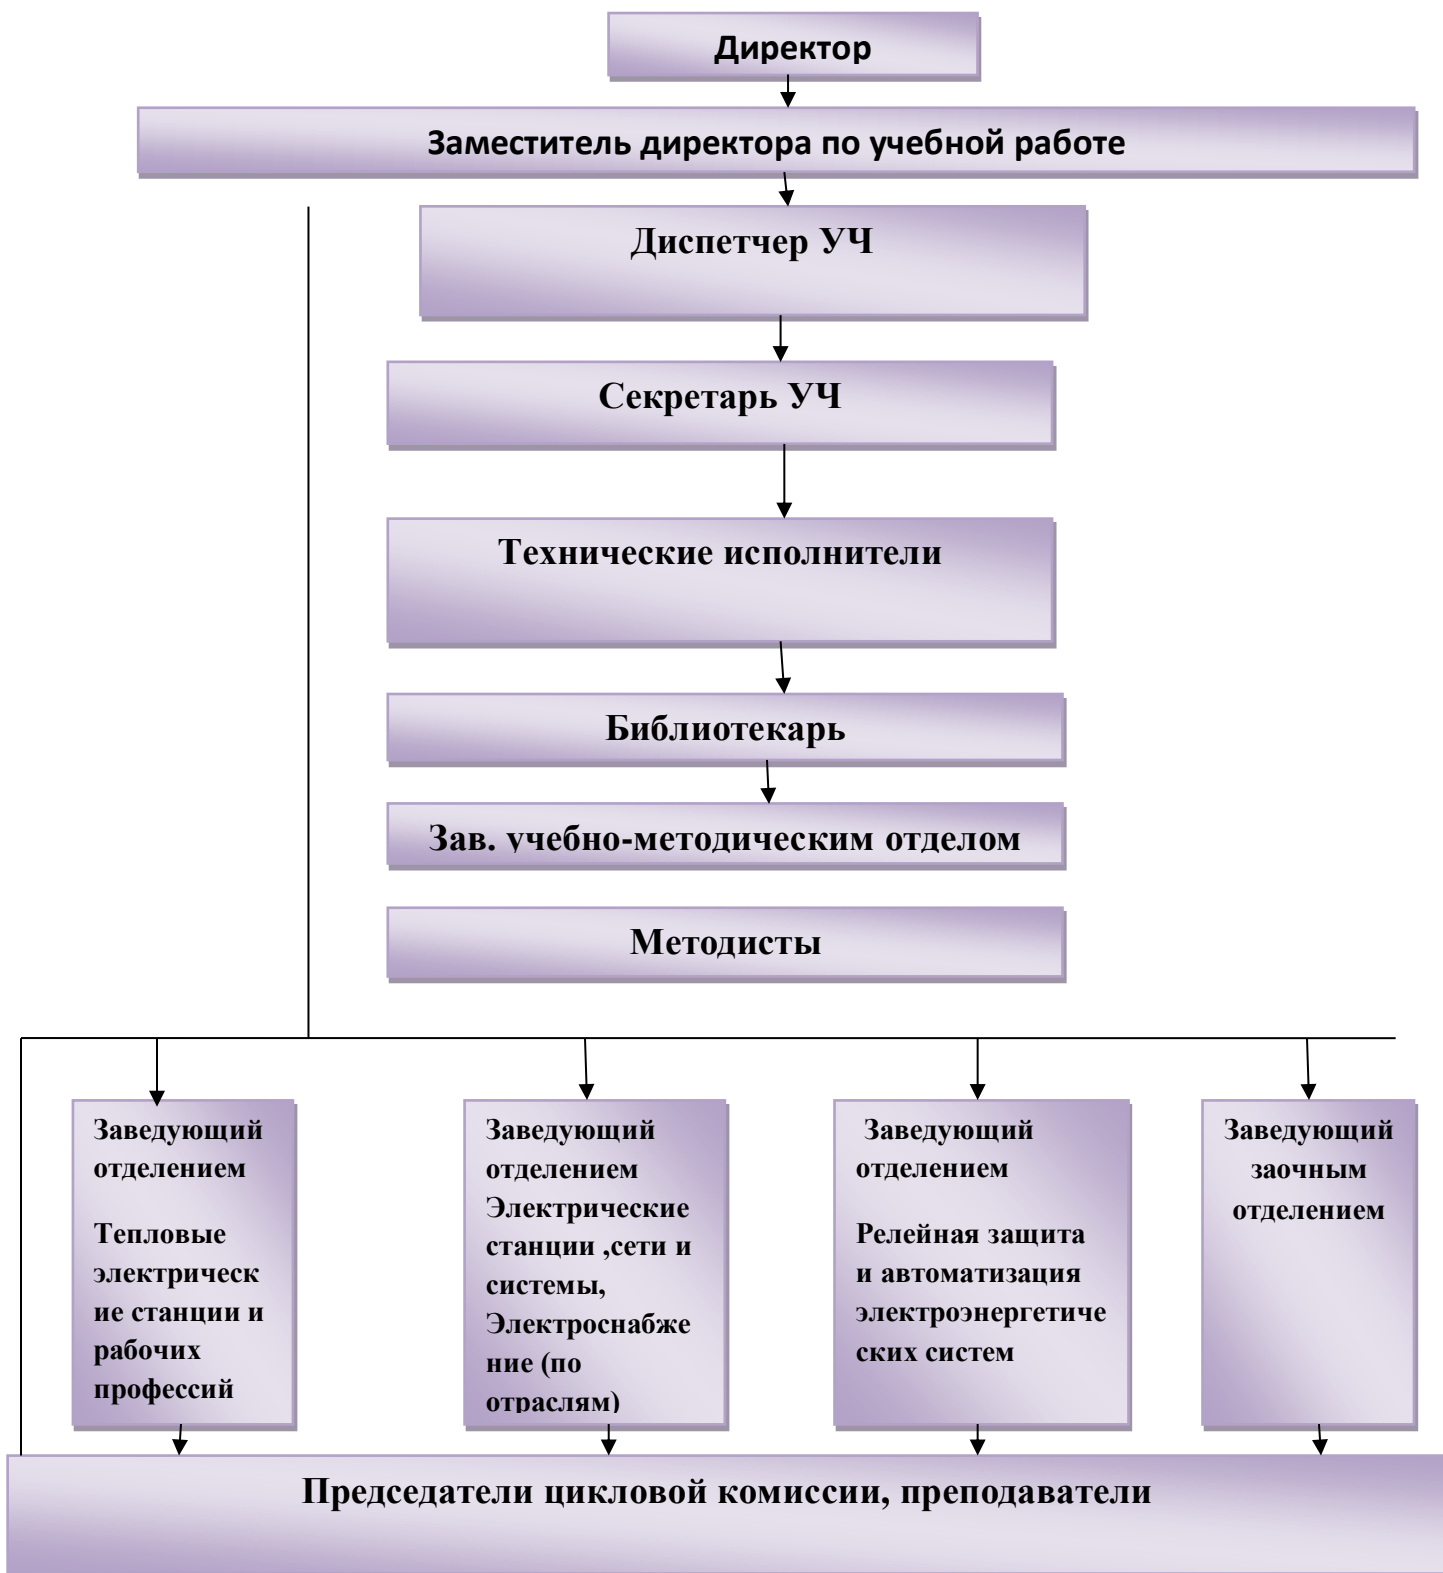 Директор
Заместитель директора по учебной работе
Диспетчер УЧ
Секретарь УЧ
Технические исполнители
Библиотекарь
Зав. учебно-методическим отделом
Методисты
Заведующий
отделением
Тепловые
электрическ
ие станции и
рабочих
профессий
Заведующий
отделением
Электрические
станции ,сети и
системы,
Электроснабже
ние (по
отраслям)
Заведующий
отделением
Релейная защита
и автоматизация
электроэнергетиче
ских систем
Заведующий
заочным
отделением
Председатели цикловой комиссии, преподаватели